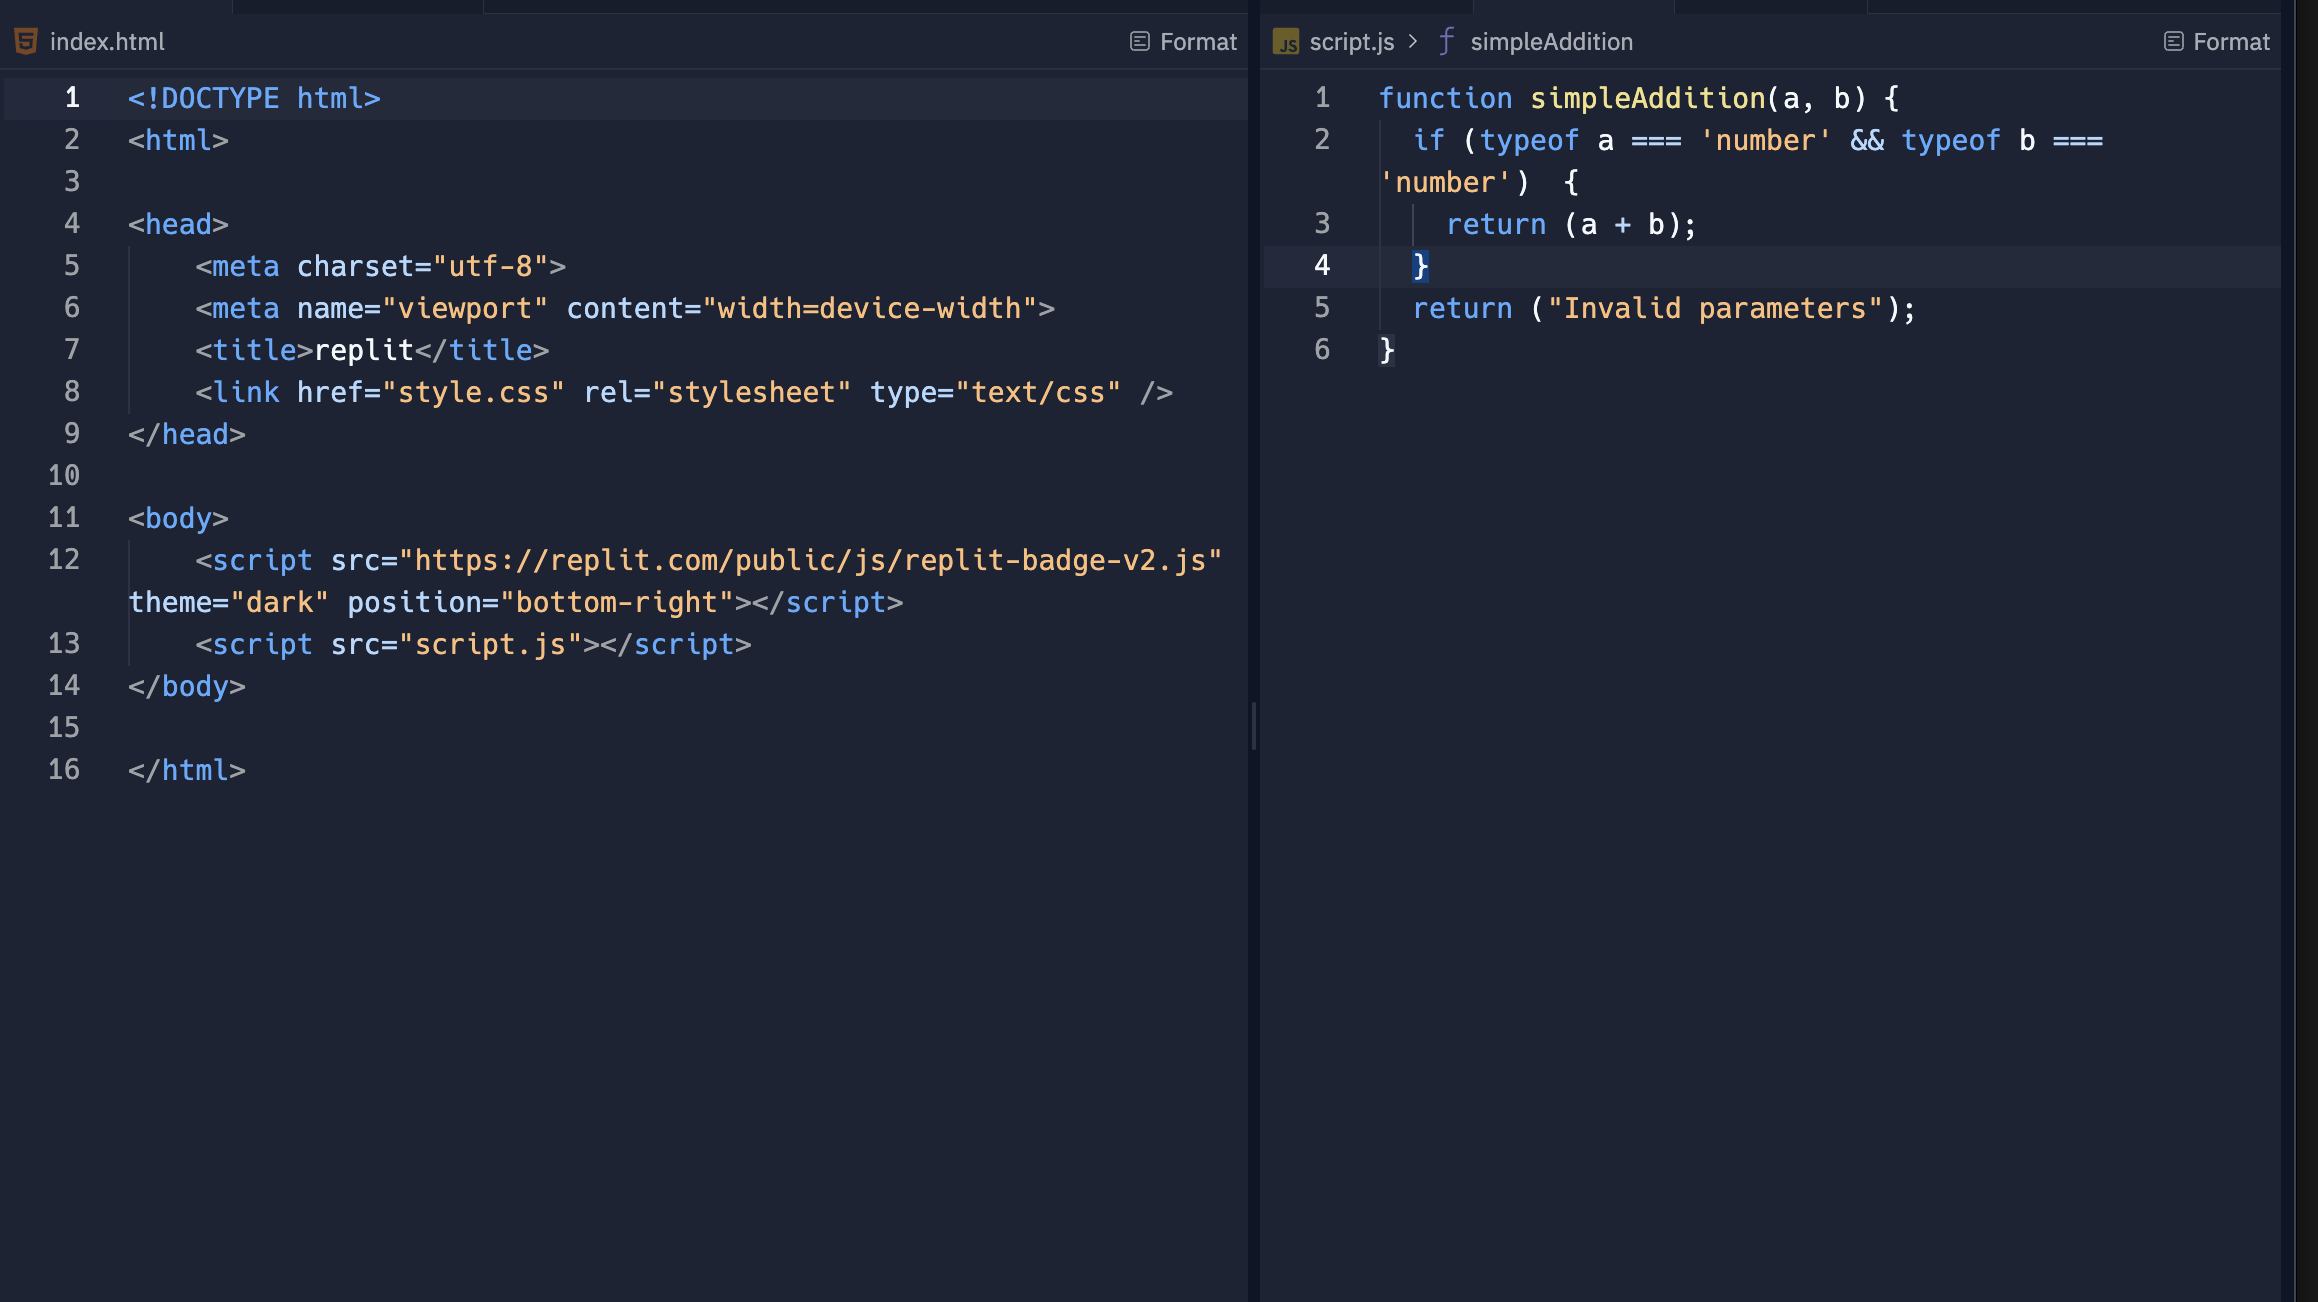 index.html
Format
1 <!DOCTYPE html>
2 <html>
3
4 <head>
5     <meta charset="utf-8">
6     <meta name="viewport" content="width=device-width">
7     <title>replit</title>
8     <link href="style.css" rel="stylesheet" type="text/css" />
9 </head>
10
11 <body>
12     <script src="https://replit.com/public/js/replit-badge-v2.js"
theme="dark" position="bottom-right"></script>
13     <script src="script.js"></script>
14 </body>
15
16 </html>
JS script.js > f simpleAddition
Format
1 function simpleAddition(a, b) {
2   if (typeof a === 'number' && typeof b ===
'number')  {
3     return (a + b);
4   }
5   return ("Invalid parameters");
6 }